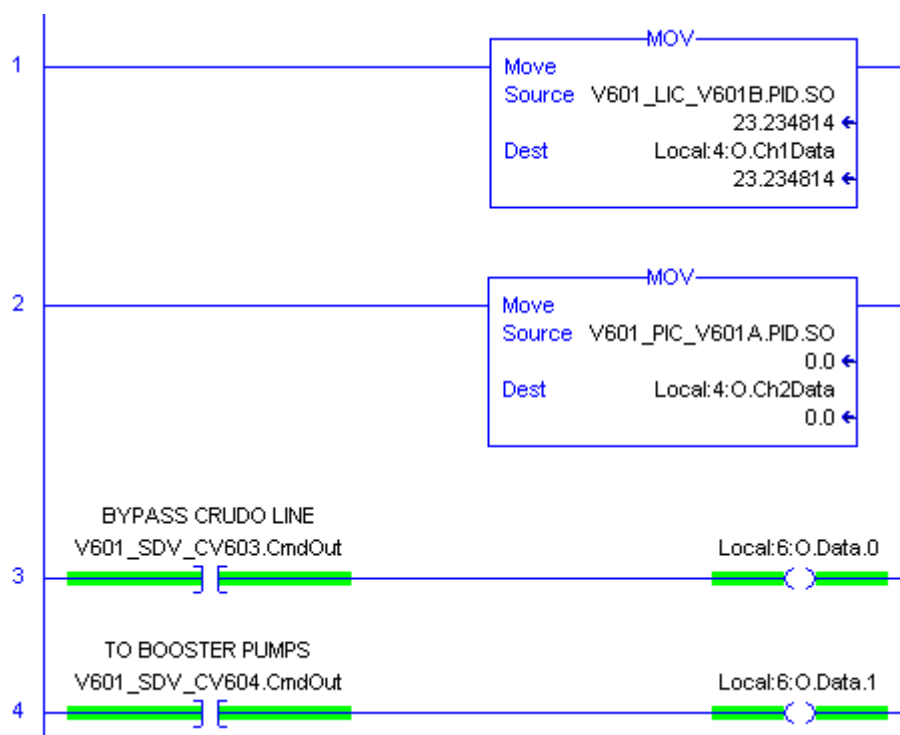 1
MOV
Move
Source V601_LIC_V601B.PID.SO
23.234814
Dest Local:4:O.Ch1Data
23.234814
2
MOV
Move
Source V601_PIC_V601A.PID.SO
0.0
Dest Local:4:O.Ch2Data
0.0
BYPASS CRUDO LINE
V601_SDV_CV603.CmdOut Local:6:O.Data.0
3
TO BOOSTER PUMPS
V601_SDV_CV604.CmdOut Local:6:O.Data.1
4